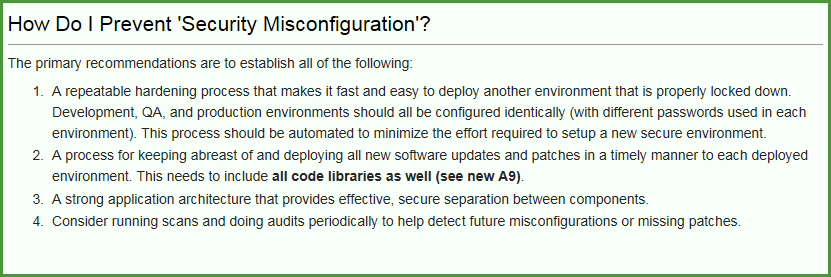 How Do I Prevent 'Security Misconfiguration'?
The primary recommendations are to establish all of the following:
1. A repeatable hardening process that makes it fast and easy to deploy another environment that is properly locked down.
Development, QA, and production environments should all be configured identically (with different passwords used in each
environment). This process should be automated to minimize the effort required to setup a new secure environment.
2. A process for keeping abreast of and deploying all new software updates and patches in a timely manner to each deployed
environment. This needs to include all code libraries as well (see new A9).
3. A strong application architecture that provides effective, secure separation between components.
4. Consider running scans and doing audits periodically to help detect future misconfigurations or missing patches.